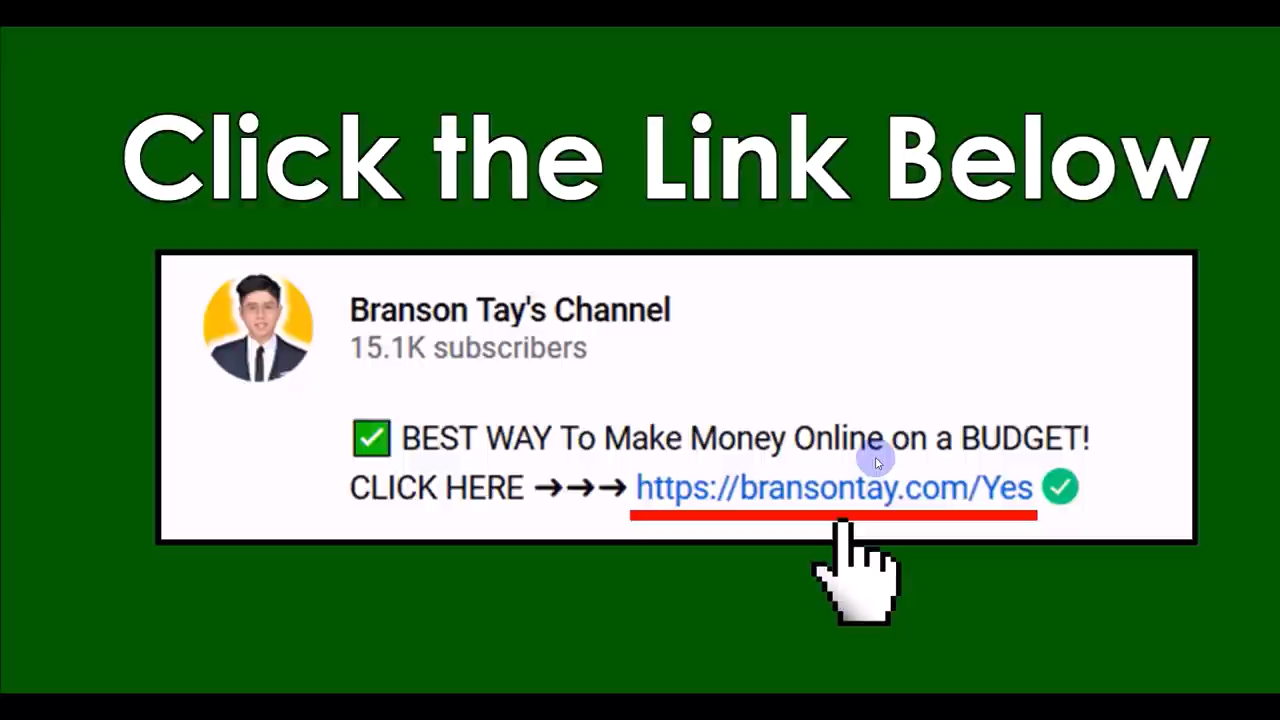 Click the Link Below
Branson Tay's Channel
15.1K subscribers
✅ BEST WAY To Make Money Online on a BUDGET!
CLICK HERE ➔➔➔ https://bransontay.com/Yes